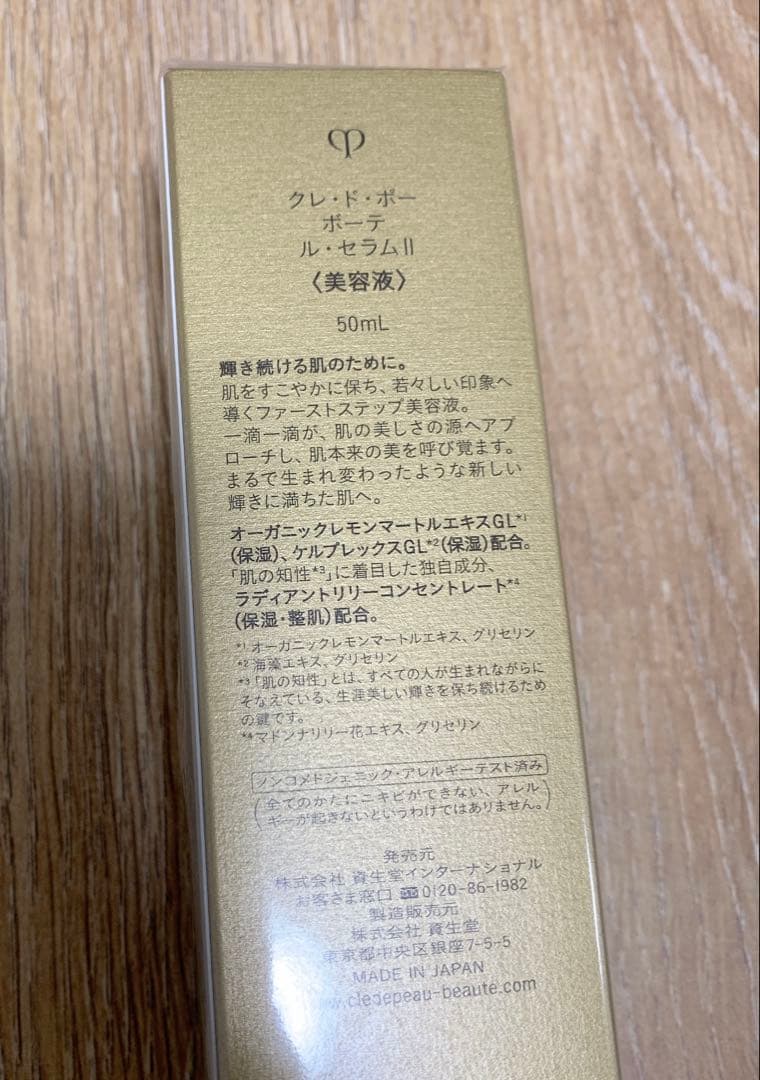 クレ・ド・ポー
ボーテ
ル・セラムII
〈美容液〉
50mL
輝き続ける肌のために。
肌をすこやかに保ち、若々しい印象へ
導くファーストステップ美容液。
一滴一滴が、肌の美しさの源へアプ
ローチし、肌本来の美を呼び覚ます。
まるで生まれ変わったような新しい
輝きに満ちた肌へ。
オーガニックレモンマートルエキスGL*1
(保湿)、ケルプレックスGL*2(保湿)配合。
「肌の知性*3」に着目した独自成分、
ラディアントリリーコンセントレート*4
(保湿・整肌)配合。
*1 オーガニックレモンマートルエキス、グリセリン
*2 海藻エキス、グリセリン
*3「肌の知性」とは、すべての人が生まれながらに
そなえている、生涯美しい輝きを保ち続けるため
の鍵です。
*4 マドンナリリー花エキス、グリセリン
ノンコメドジェニック・アレルギーテスト済み
(全てのかたにニキビができない、アレル
ギーが起きないというわけではありません。)
発売元
株式会社 資生堂インターナショナル
お客さま窓口 0120-86-1982
製造販売元
株式会社 資生堂
東京都中央区銀座7-5-5
MADE IN JAPAN
www.cledepeau-beaute.com